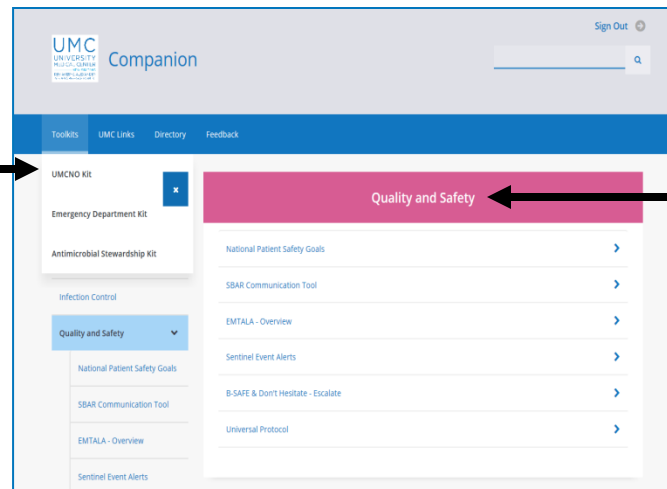 Sign Out
UMC
UNIVERSITY
MEDICAL CENTER
Companion
Toolkits UMC Links Directory Feedback
UMCNO Kit
x
Emergency Department Kit
Antimicrobial Stewardship Kit
Infection Control
Quality and Safety
National Patient Safety Goals
SBAR Communication Tool
EMTALA - Overview
Sentinel Event Alerts
Quality and Safety
National Patient Safety Goals
SBAR Communication Tool
EMTALA - Overview
Sentinel Event Alerts
B-SAFE & Don't Hesitate - Escalate
Universal Protocol